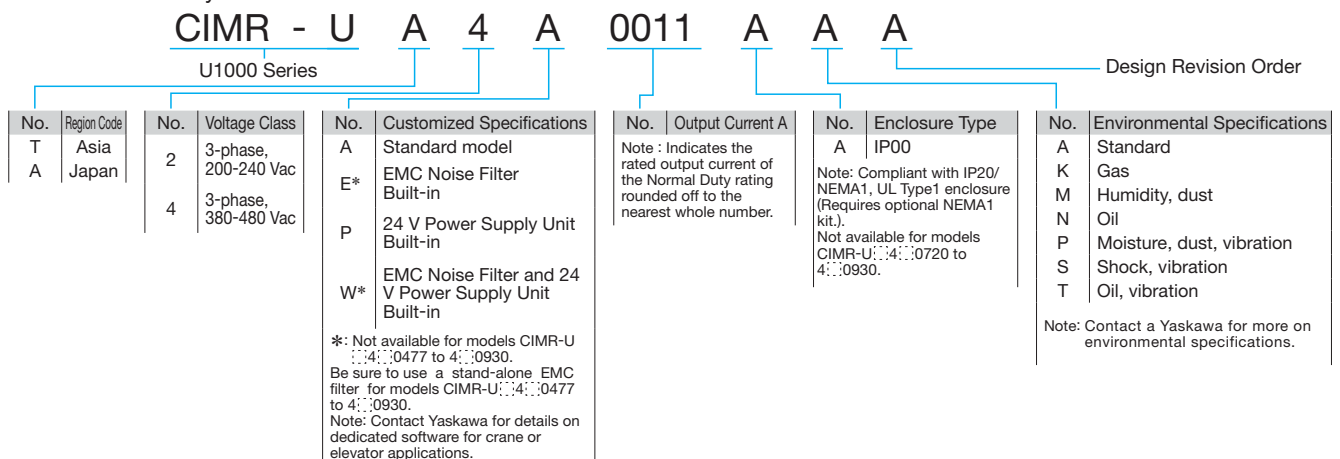 CIMR - U A 4 A 0011 A A A
U1000 Series
Design Revision Order
No. Region Code
T Asia
A Japan
No. Voltage Class
2 3-phase,
200-240 Vac
4 3-phase,
380-480 Vac
No. Customized Specifications
A Standard model
E* EMC Noise Filter
Built-in
P 24 V Power Supply Unit
Built-in
W* EMC Noise Filter and 24
V Power Supply Unit
Built-in
*: Not available for models CIMR-U
⬚4⬚0477 to 4⬚0930.
Be sure to use a stand-alone EMC
filter for models CIMR-U⬚4⬚0477
to 4⬚0930.
Note: Contact Yaskawa for details on
dedicated software for crane or
elevator applications.
No. Output Current A
Note : Indicates the
rated output current of
the Normal Duty rating
rounded off to the
nearest whole number.
No. Enclosure Type
A IP00
Note: Compliant with IP20/
NEMA1, UL Type1 enclosure
(Requires optional NEMA1
kit.).
Not available for models
CIMR-U⬚4⬚0720 to
4⬚0930.
No. Environmental Specifications
A Standard
K Gas
M Humidity, dust
N Oil
P Moisture, dust, vibration
S Shock, vibration
T Oil, vibration
Note: Contact a Yaskawa for more on
environmental specifications.